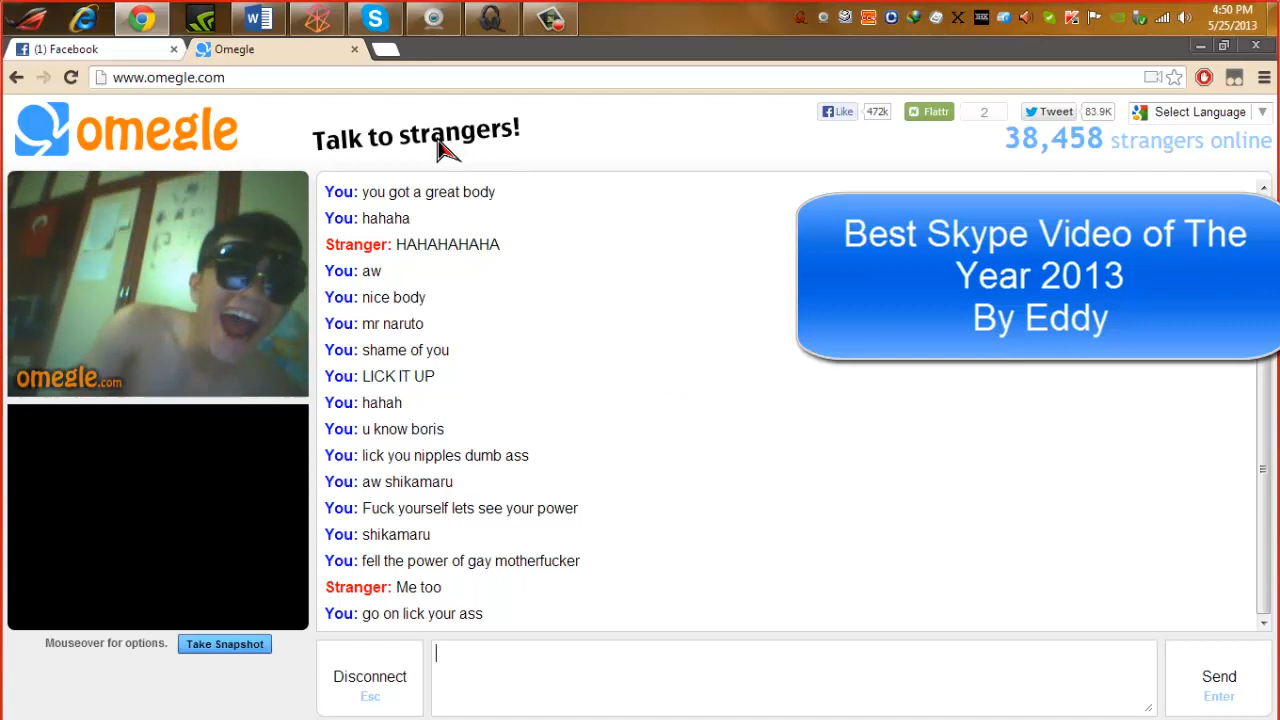 4:50 PM
5/25/2013
(1) Facebook
Omegle
www.omegle.com
omegle
Talk to strangers!
Like 472k
Flattr 2
Tweet 83.9K
Select Language
38,458 strangers online
omegle.com
You: you got a great body
You: hahaha
Stranger: HAHAHAHAHA
You: aw
You: nice body
You: mr naruto
You: shame of you
You: LICK IT UP
You: hahah
You: u know boris
You: lick you nipples dumb ass
You: aw shikamaru
You: Fuck yourself lets see your power
You: shikamaru
You: fell the power of gay motherfucker
Stranger: Me too
You: go on lick your ass
Best Skype Video of The
Year 2013
By Eddy
Mouseover for options.
Take Snapshot
Disconnect
Esc
Send
Enter